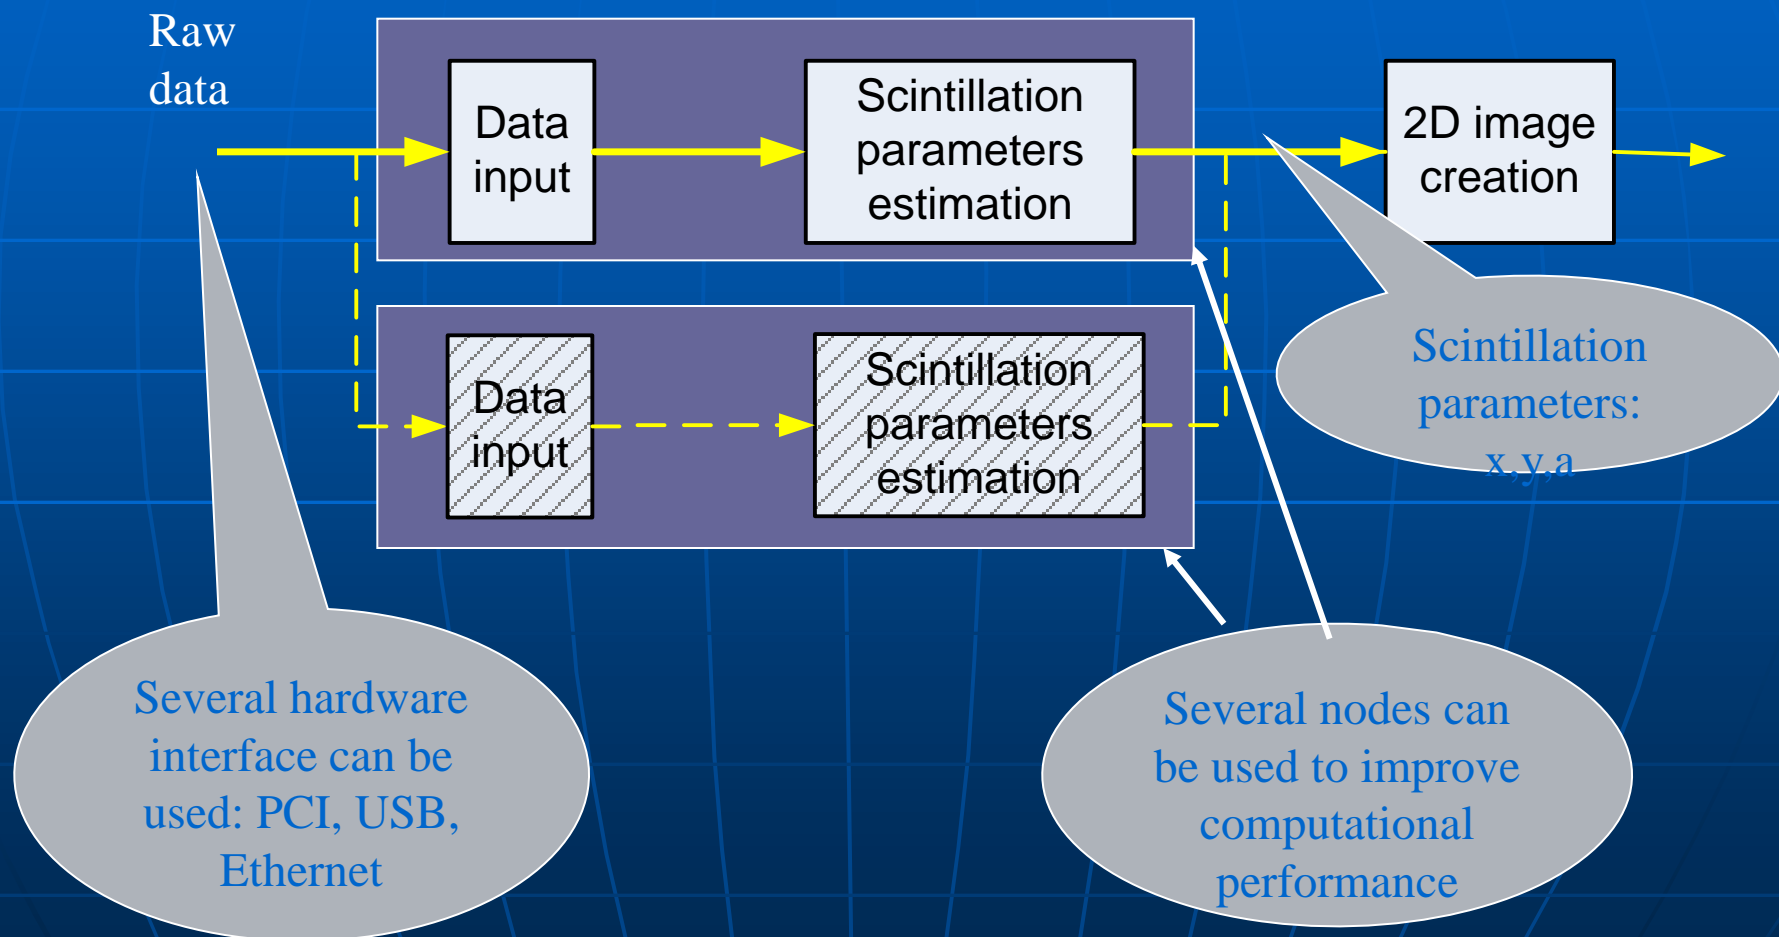 Raw
data
Data
input
Scintillation
parameters
estimation
2D image
creation
Data
input
Scintillation
parameters
estimation
Scintillation
parameters:
x,y,a
Several hardware
interface can be
used: PCI, USB,
Ethernet
Several nodes can
be used to improve
computational
performance